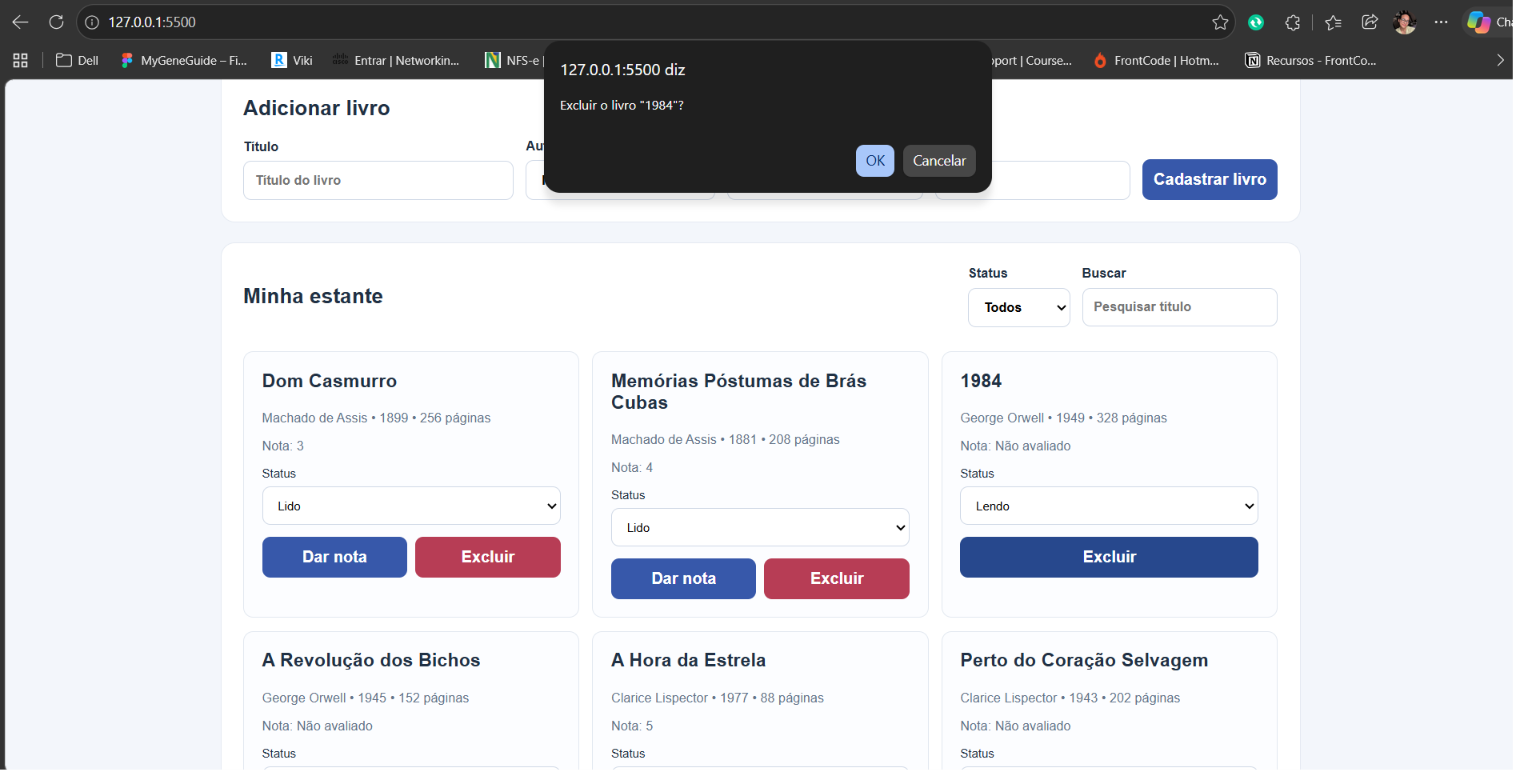 127.0.0.1:5500
Cha
Dell
MyGeneGuide – Fi...
Viki
Entrar | Networkin...
NFS-e |
pport | Course...
FrontCode | Hotm...
Recursos - FrontCo...
127.0.0.1:5500 diz
Excluir o livro "1984"?
OK
Cancelar
Adicionar livro
Título
Au
Título do livro
Cadastrar livro
Minha estante
Status
Buscar
Todos
Pesquisar título
Dom Casmurro
Machado de Assis • 1899 • 256 páginas
Nota: 3
Status
Lido
Dar nota
Excluir
Memórias Póstumas de Brás
Cubas
Machado de Assis • 1881 • 208 páginas
Nota: 4
Status
Lido
Dar nota
Excluir
1984
George Orwell • 1949 • 328 páginas
Nota: Não avaliado
Status
Lendo
Excluir
A Revolução dos Bichos
George Orwell • 1945 • 152 páginas
Nota: Não avaliado
Status
A Hora da Estrela
Clarice Lispector • 1977 • 88 páginas
Nota: 5
Status
Perto do Coração Selvagem
Clarice Lispector • 1943 • 202 páginas
Nota: Não avaliado
Status